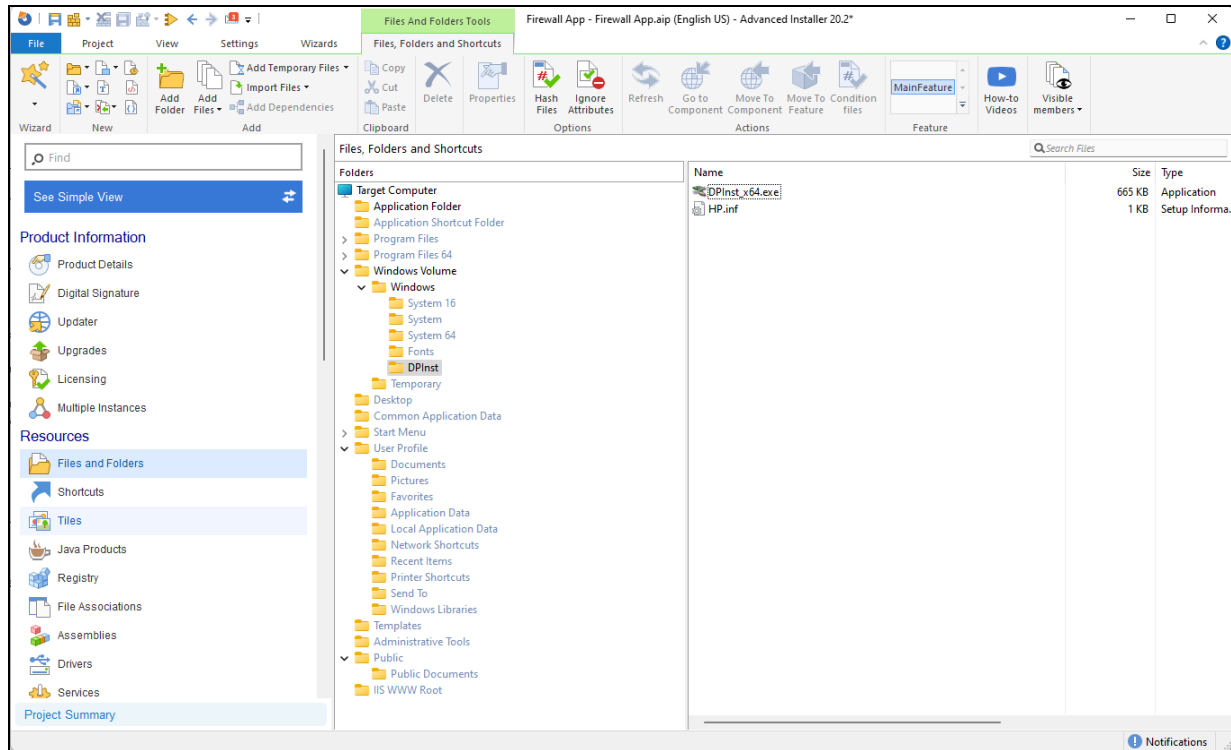 Files And Folders Tools
Firewall App - Firewall App.aip (English US) - Advanced Installer 20.2*
File
Project
View
Settings
Wizards
Files, Folders and Shortcuts
Add Temporary Files
Copy
Import Files
Cut
Add Dependencies
Paste
Add Folder
Add Files
Delete
Properties
Hash Files
Ignore Attributes
Refresh
Go to Component
Move To Component
Move To Feature
Condition files
MainFeature
How-to Videos
Visible members
Wizard
New
Add
Clipboard
Options
Actions
Feature
Find
See Simple View
Product Information
Product Details
Digital Signature
Updater
Upgrades
Licensing
Multiple Instances
Resources
Files and Folders
Shortcuts
Tiles
Java Products
Registry
File Associations
Assemblies
Drivers
Services
Project Summary
Files, Folders and Shortcuts
Search Files
Folders
Target Computer
Application Folder
Application Shortcut Folder
Program Files
Program Files 64
Windows Volume
Windows
System 16
System
System 64
Fonts
DPInst
Temporary
Desktop
Common Application Data
Start Menu
User Profile
Documents
Pictures
Favorites
Application Data
Local Application Data
Network Shortcuts
Recent Items
Printer Shortcuts
Send To
Windows Libraries
Templates
Administrative Tools
Public
Public Documents
IIS WWW Root
Name Size Type
DPInst_x64.exe 665 KB Application
HP.inf 1 KB Setup Informa.
Notifications